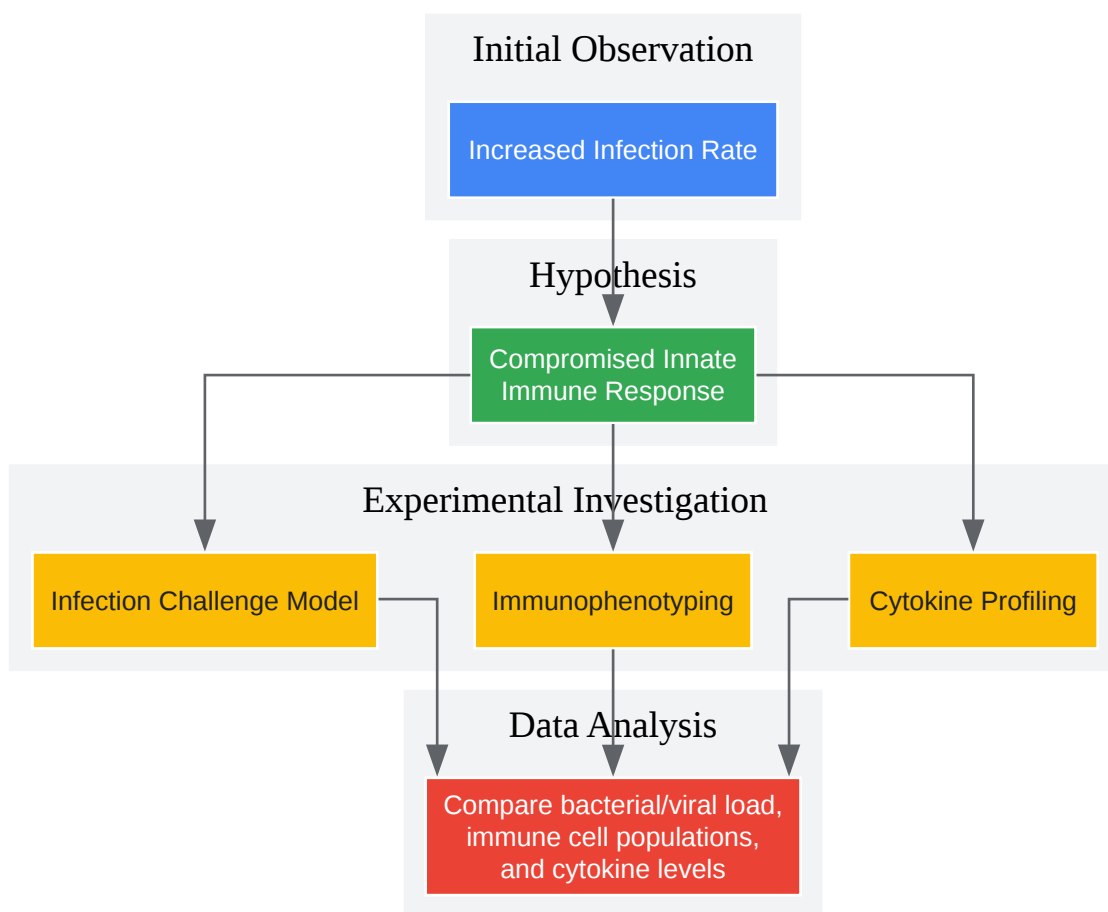 Initial Observation
Increased Infection Rate
Hypothesis
Compromised Innate
Immune Response
Experimental Investigation
Infection Challenge Model
Immunophenotyping
Cytokine Profiling
Data Analysis
Compare bacterial/viral load,
immune cell populations,
and cytokine levels